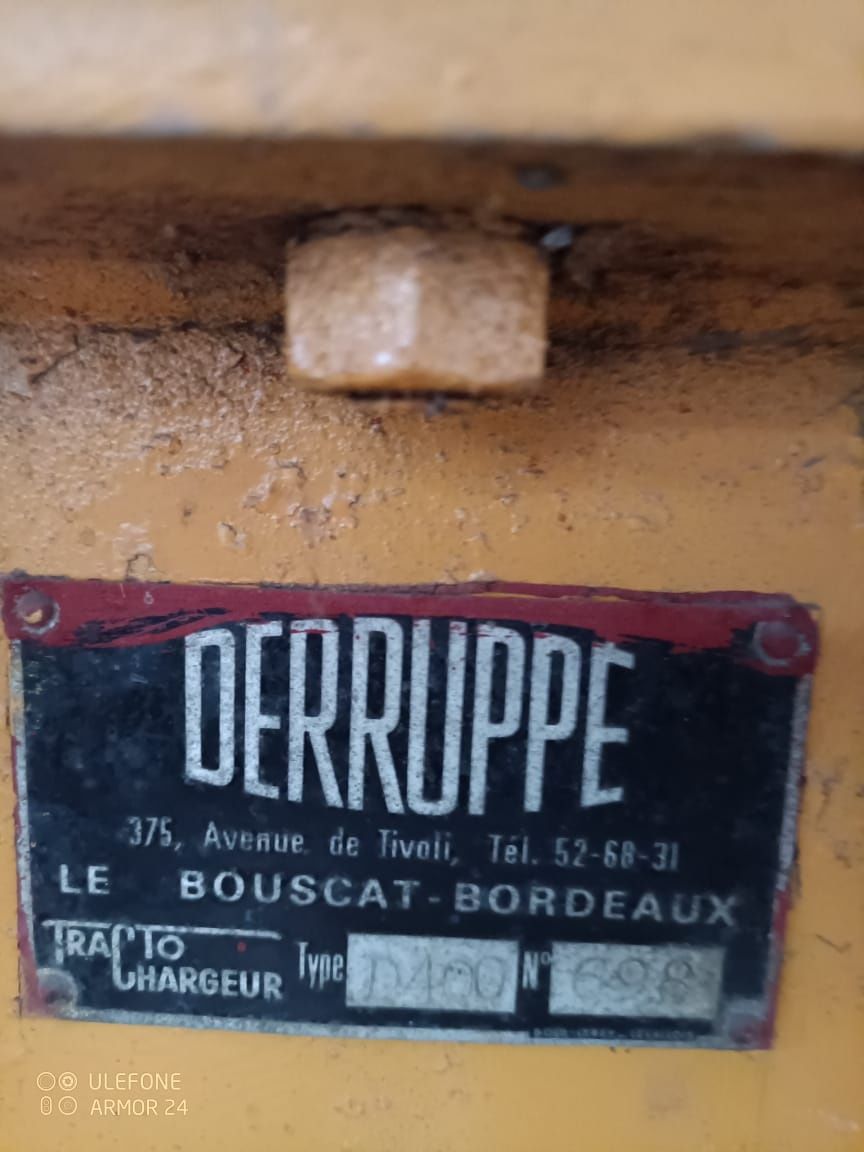 DERRUPPE
375, Avenue de Tivoli, Tél. 52-68-31
LE BOUSCAT-BORDEAUX
TRACTO CHARGEUR Type D400 N° 698
ULEFONE
ARMOR 24